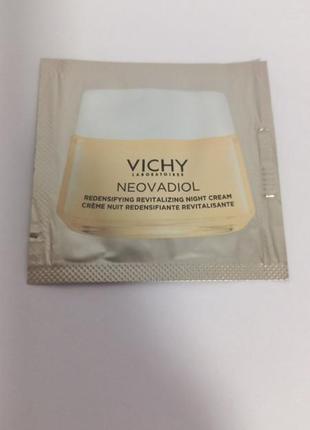 VICHY
LABORATOIRES
NEOVADIOL
REDENSIFYING REVITALIZING NIGHT CREAM
CRÈME NUIT REDENSIFIANTE REVITALISANTE